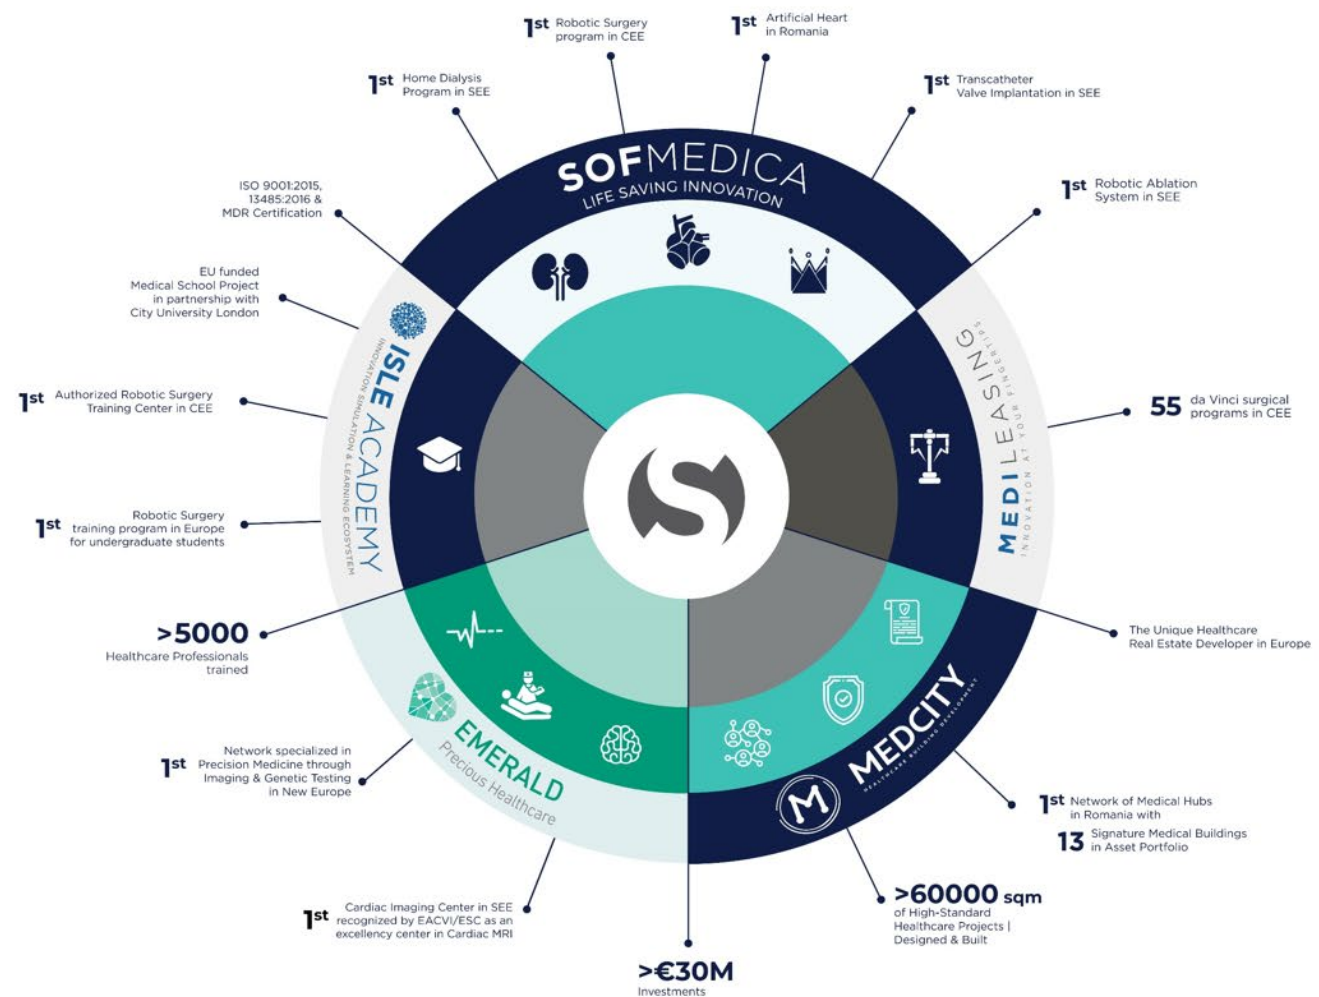 1st Robotic Surgery
program in CEE
1st Artificial Heart
in Romania
1st Home Dialysis
Program in SEE
1st Transcatheter
Valve Implantation in SEE
ISO 9001:2015,
13485:2016 &
MDR Certification
1st Robotic Ablation
System in SEE
SOFMEDICA
LIFE SAVING INNOVATION
EU funded
Medical School Project
in partnership with
City University London
ISLE ACADEMY
INNOVATION SIMULATION & LEARNING ECOSYSTEM
MEDILEASING
INNOVATION AT YOUR FINGERTIPS
1st Authorized Robotic Surgery
Training Center in CEE
55 da Vinci surgical
programs in CEE
S
1st Robotic Surgery
training program in Europe
for undergraduate students
>5000
Healthcare Professionals
trained
The Unique Healthcare
Real Estate Developer in Europe
EMERALD
Precious Healthcare
M MEDCITY
HEALTHCARE BUILDING DEVELOPMENT
1st Network specialized in
Precision Medicine through
Imaging & Genetic Testing
in New Europe
1st Network of Medical Hubs
in Romania with
13 Signature Medical Buildings
in Asset Portfolio
1st Cardiac Imaging Center in SEE
recognized by EACVI/ESC as an
excellency center in Cardiac MRI
>60000 sqm
of High-Standard
Healthcare Projects |
Designed & Built
>€30M
Investments